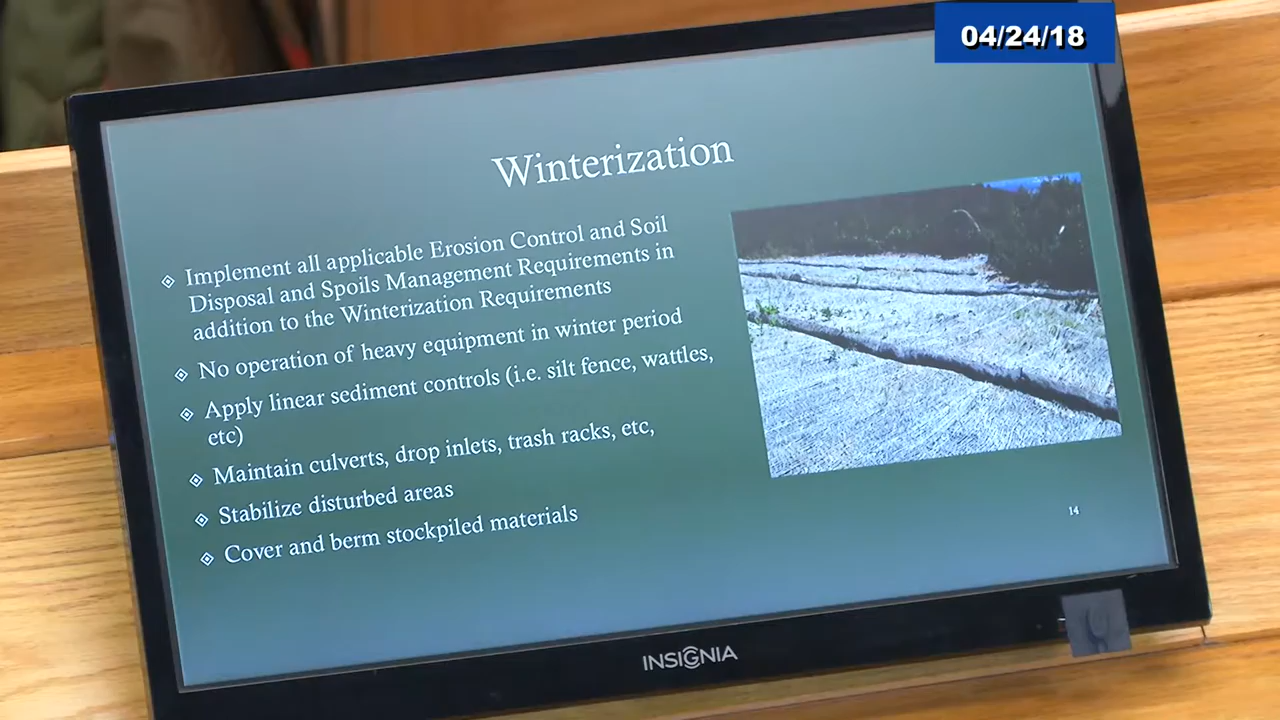 04/24/18
Winterization
Implement all applicable Erosion Control and Soil
Disposal and Spoils Management Requirements in
addition to the Winterization Requirements
No operation of heavy equipment in winter period
Apply linear sediment controls (i.e. silt fence, wattles,
etc)
Maintain culverts, drop inlets, trash racks, etc,
Stabilize disturbed areas
Cover and berm stockpiled materials
14
INSIGNIA